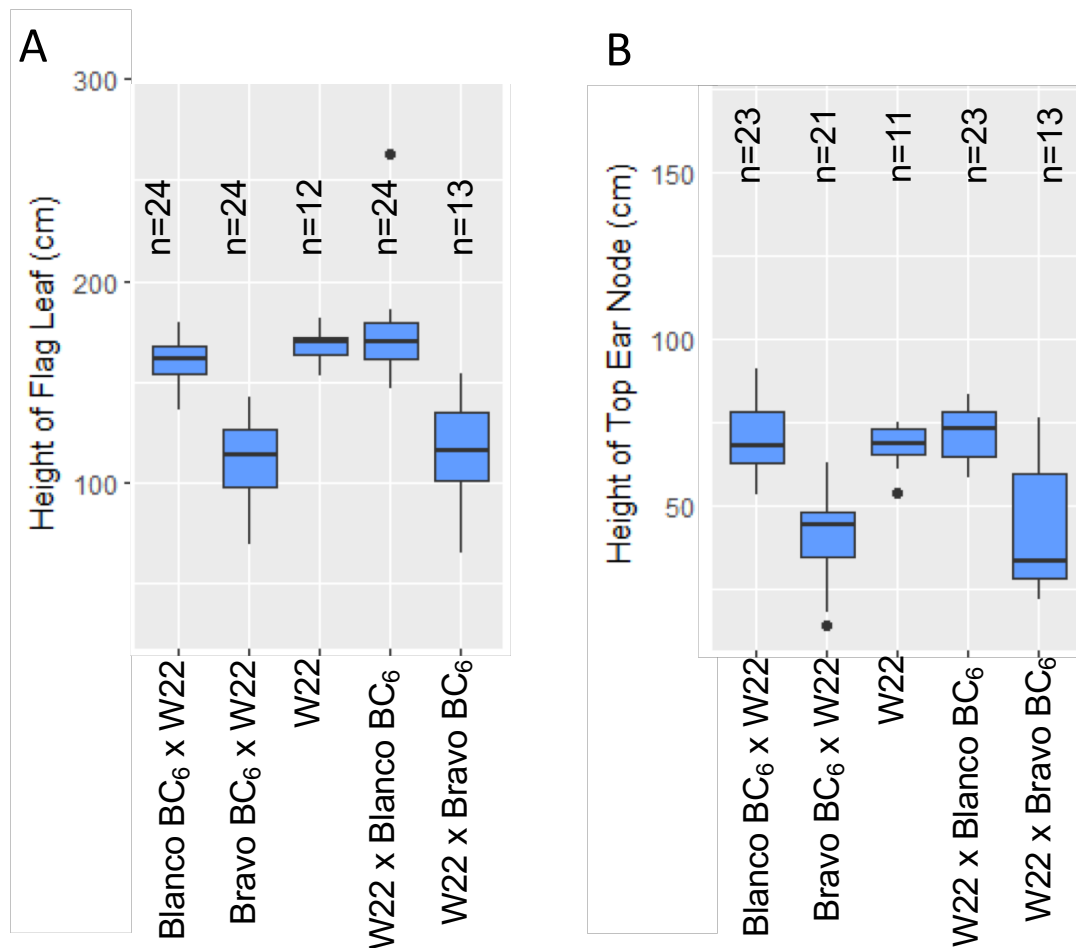 A
Height of Flag Leaf (cm)
300
200
100
n=24
n=24
n=12
n=24
n=13
Blanco BC₆ x W22
Bravo BC₆ x W22
W22
W22 x Blanco BC₆
W22 x Bravo BC₆
B
Height of Top Ear Node (cm)
150
100
50
n=23
n=21
n=11
n=23
n=13
Blanco BC₆ x W22
Bravo BC₆ x W22
W22
W22 x Blanco BC₆
W22 x Bravo BC₆